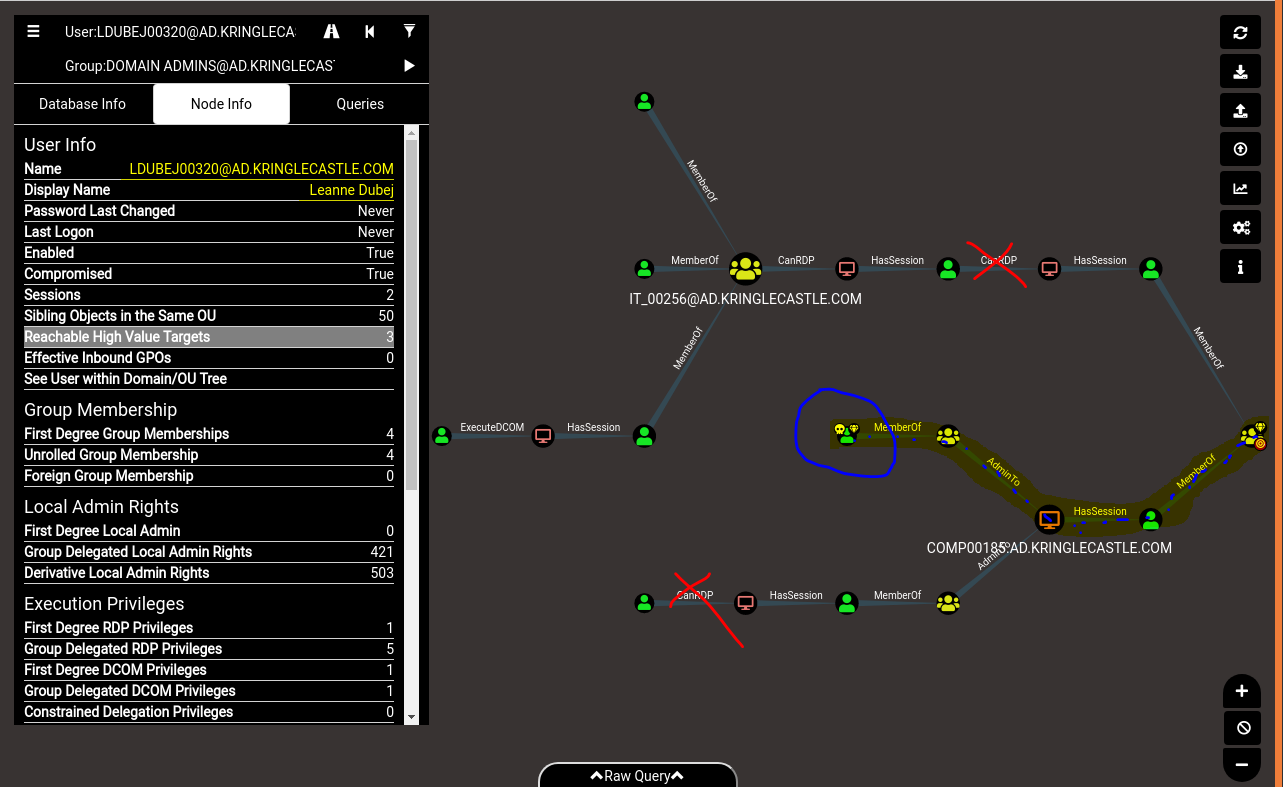 User:LDUBEJ00320@AD.KRINGLECA
Group:DOMAIN ADMINS@AD.KRINGLECAS
Database Info Node Info Queries
User Info
Name LDUBEJ00320@AD.KRINGLECASTLE.COM
Display Name Leanne Dubej
Password Last Changed Never
Last Logon Never
Enabled True
Compromised True
Sessions 2
Sibling Objects in the Same OU 50
Reachable High Value Targets 3
Effective Inbound GPOs 0
See User within Domain/OU Tree
Group Membership
First Degree Group Memberships 4
Unrolled Group Membership 4
Foreign Group Membership 0
Local Admin Rights
First Degree Local Admin 0
Group Delegated Local Admin Rights 421
Derivative Local Admin Rights 503
Execution Privileges
First Degree RDP Privileges 1
Group Delegated RDP Privileges 5
First Degree DCOM Privileges 1
Group Delegated DCOM Privileges 1
Constrained Delegation Privileges 0
MemberOf
MemberOf CanRDP HasSession CanRDP HasSession
IT_00256@AD.KRINGLECASTLE.COM
MemberOf
MemberOf
ExecuteDCOM HasSession
MemberOf
AdminTo
MemberOf
HasSession
COMP00185.AD.KRINGLECASTLE.COM
AdminTo
CanRDP HasSession MemberOf
Raw Query